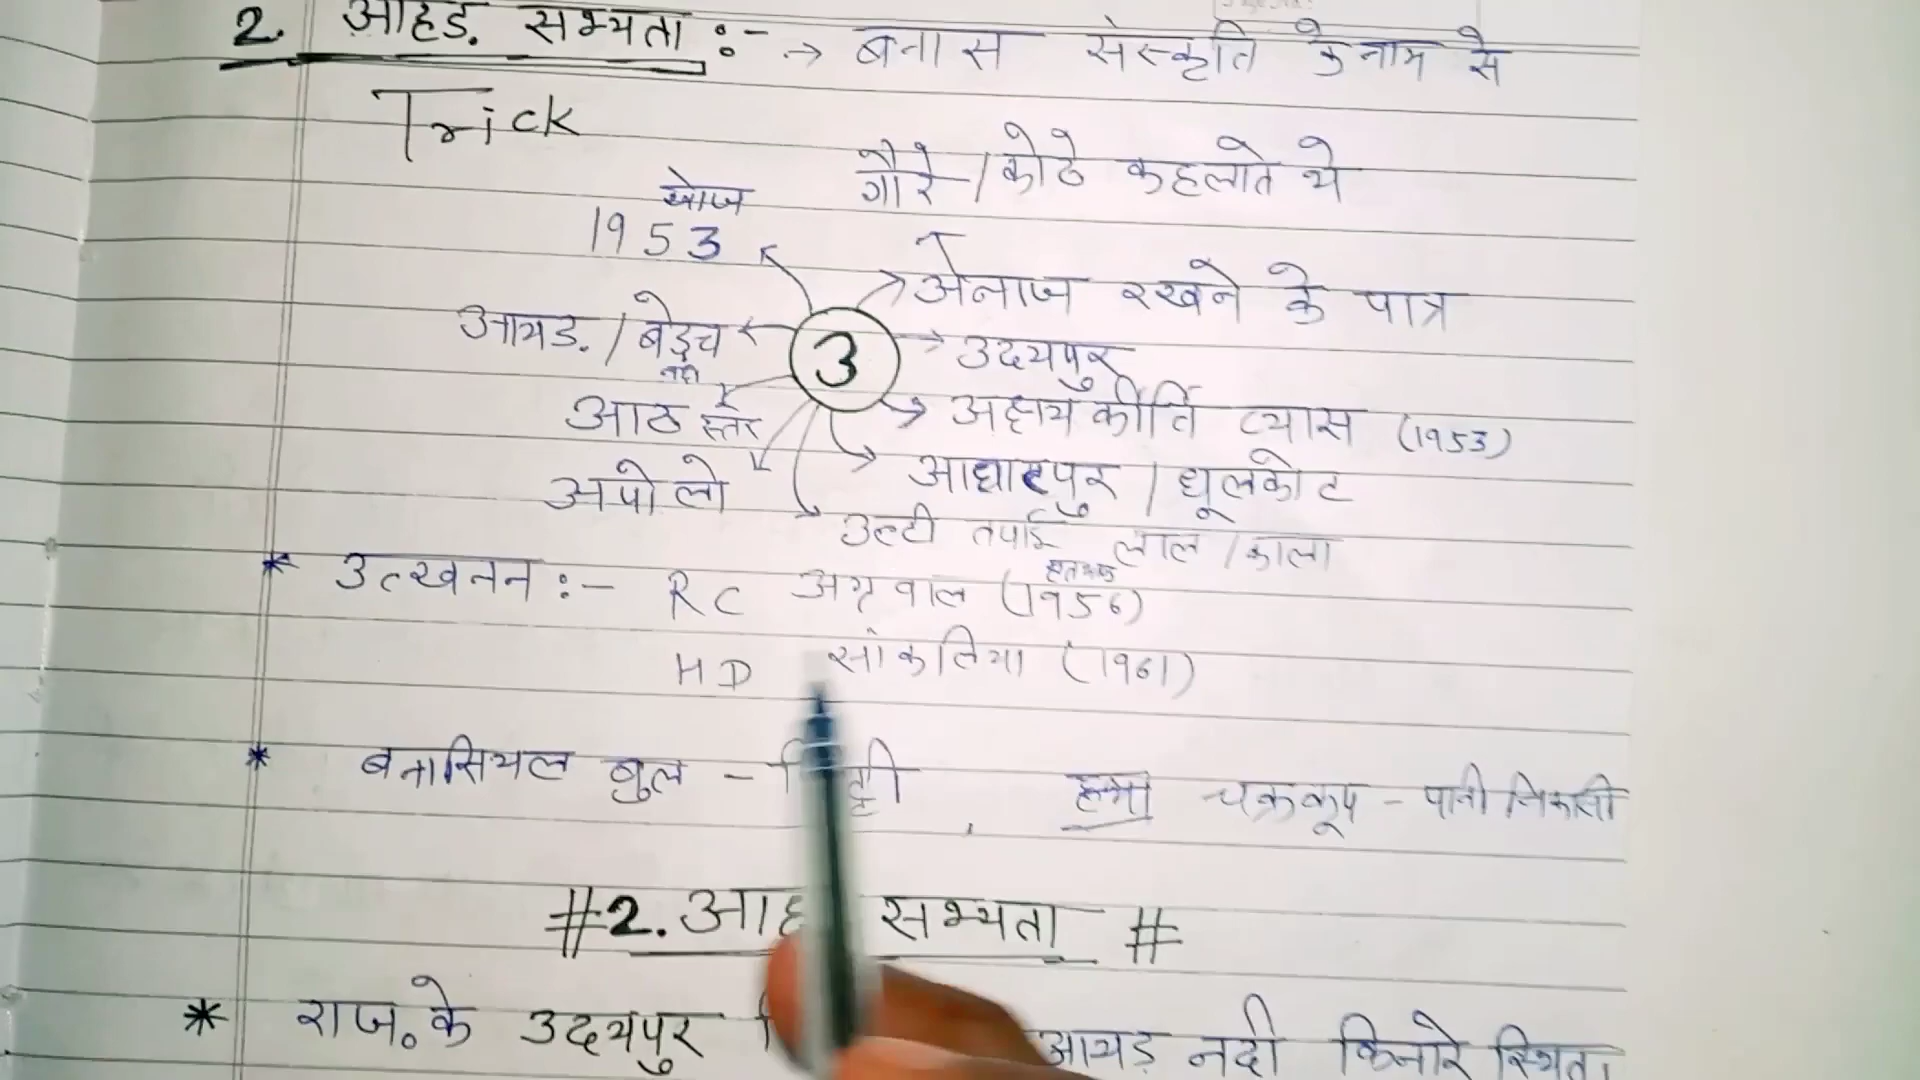 2. आहड़ सभ्यता :- → बनास संस्कृति के नाम से
Trick
गौरे / कोठे कहलाते थे
खोज
1953
अनाज रखने के पात्र
आयड़ / बेड़च
नदी
3
उदयपुर
आठ स्तर
अक्षय कीर्ति व्यास (1953)
अपोलो
आघाटपुर / धूलकोट
उल्टी तपाई लाल / काला
* उत्खनन :- RC अग्रवाल (1956)
HD सांकलिया (1961)
* बनासियल बुल -
चक्रकूप - पानी निकासी
#2. सभ्यता #
* राज. के उदयपुर आयड़ नदी किनारे स्थित